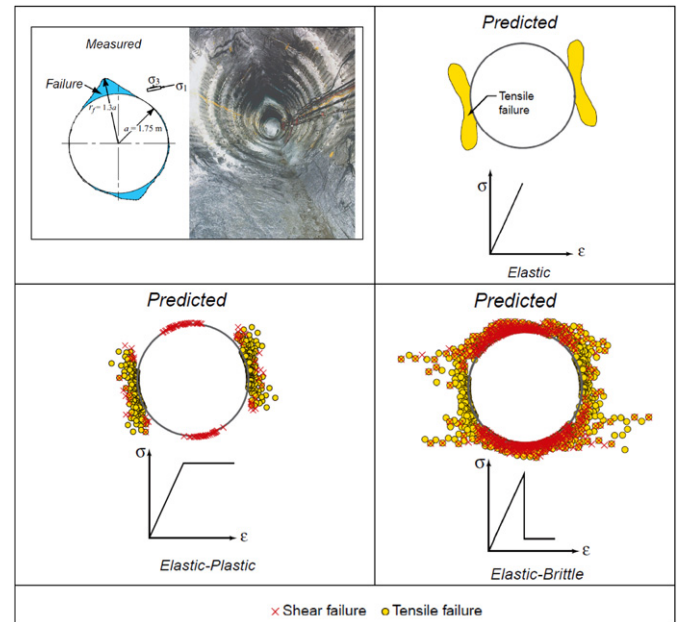 Measured
Failure
σ3
σ1
rf = 1.3a
a = 1.75 m
Predicted
Tensile
failure
σ
ε
Elastic
Predicted
σ
ε
Elastic-Plastic
Predicted
σ
ε
Elastic-Brittle
× Shear failure
Tensile failure